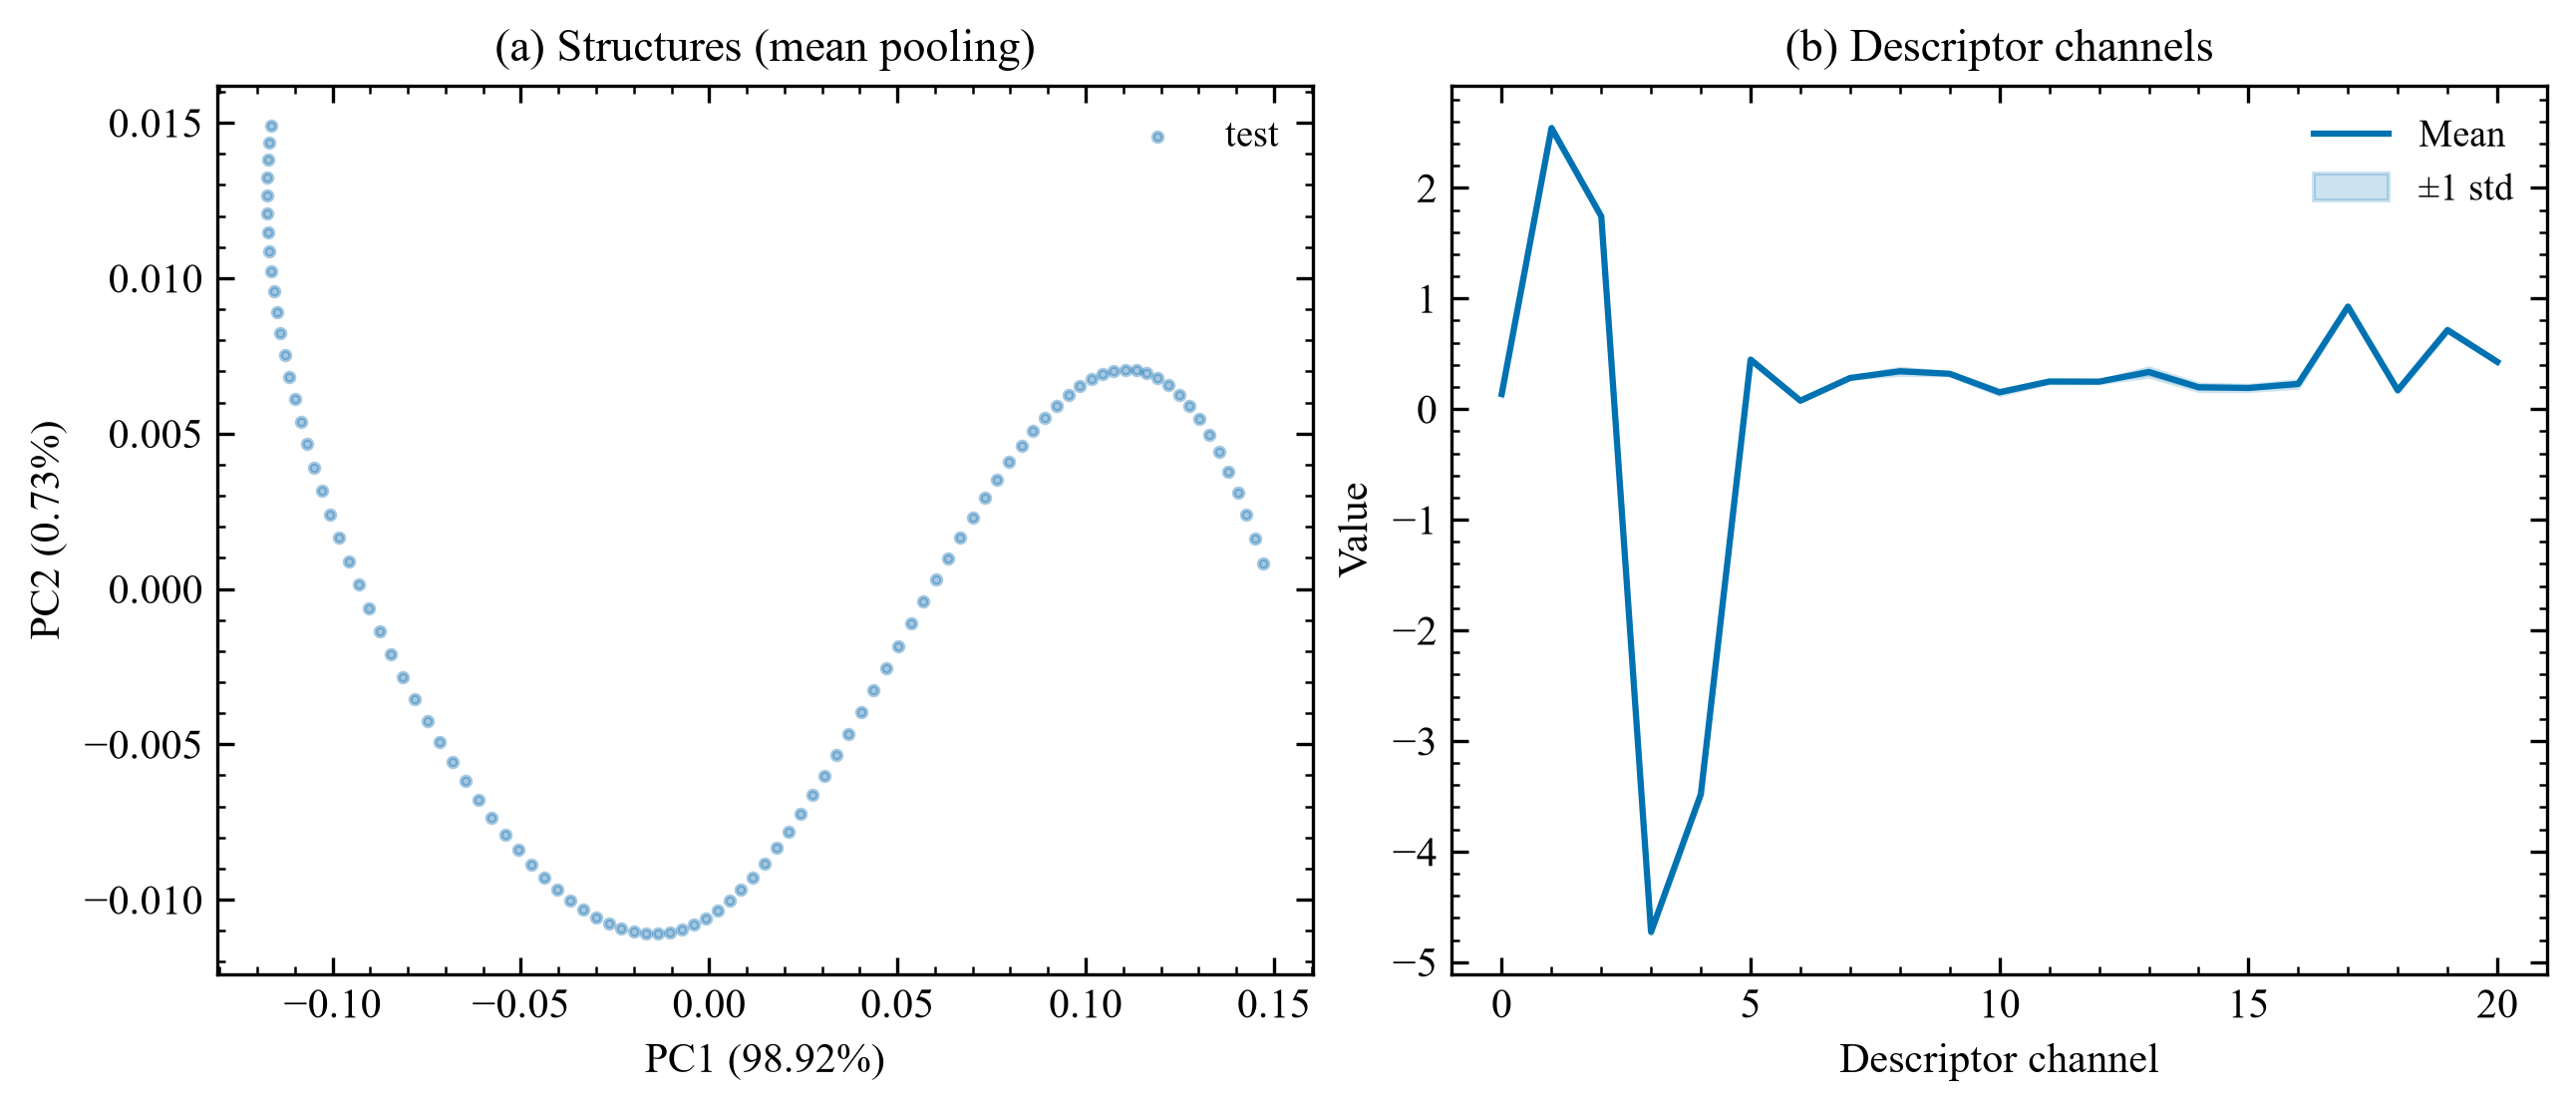 (a) Structures (mean pooling)
test
0.015
0.010
0.005
0.000
−0.005
−0.010
PC2 (0.73%)
−0.10
−0.05
0.00
0.05
0.10
0.15
PC1 (98.92%)
(b) Descriptor channels
Mean
±1 std
2
1
0
−1
−2
−3
−4
−5
Value
0
5
10
15
20
Descriptor channel